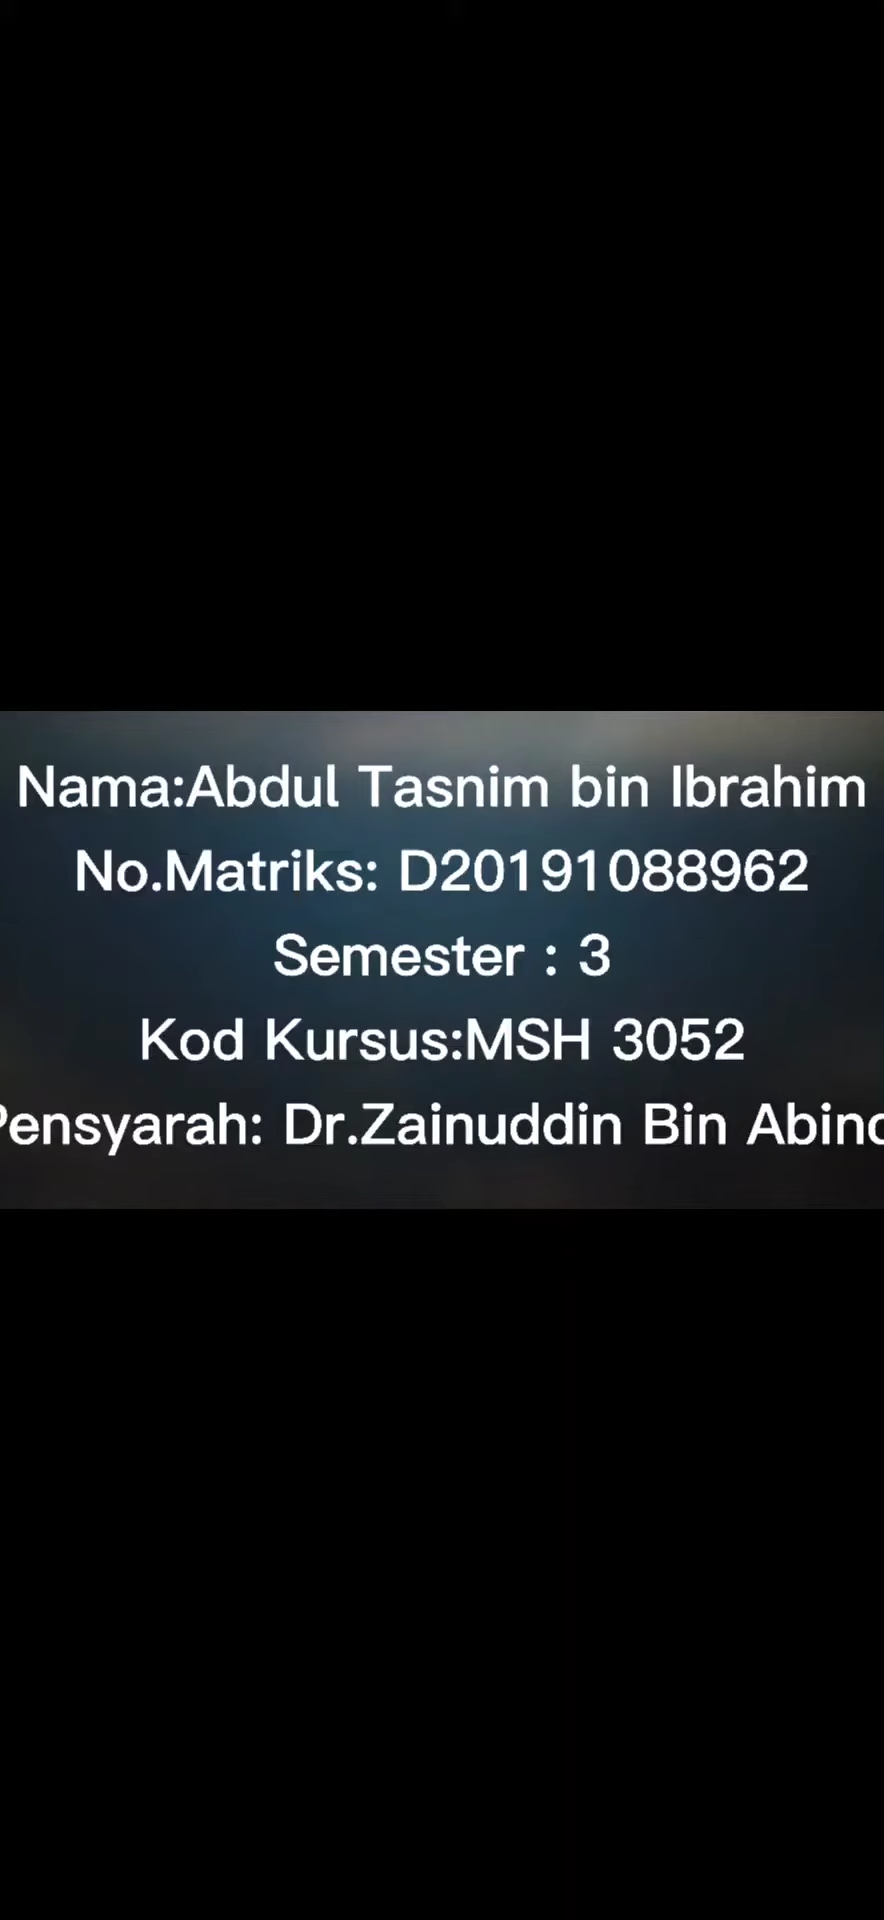 Nama:Abdul Tasnim bin Ibrahim
No.Matriks: D20191088962
Semester : 3
Kod Kursus:MSH 3052
Pensyarah: Dr.Zainuddin Bin